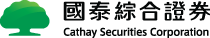 國泰綜合證券
Cathay Securities Corporation